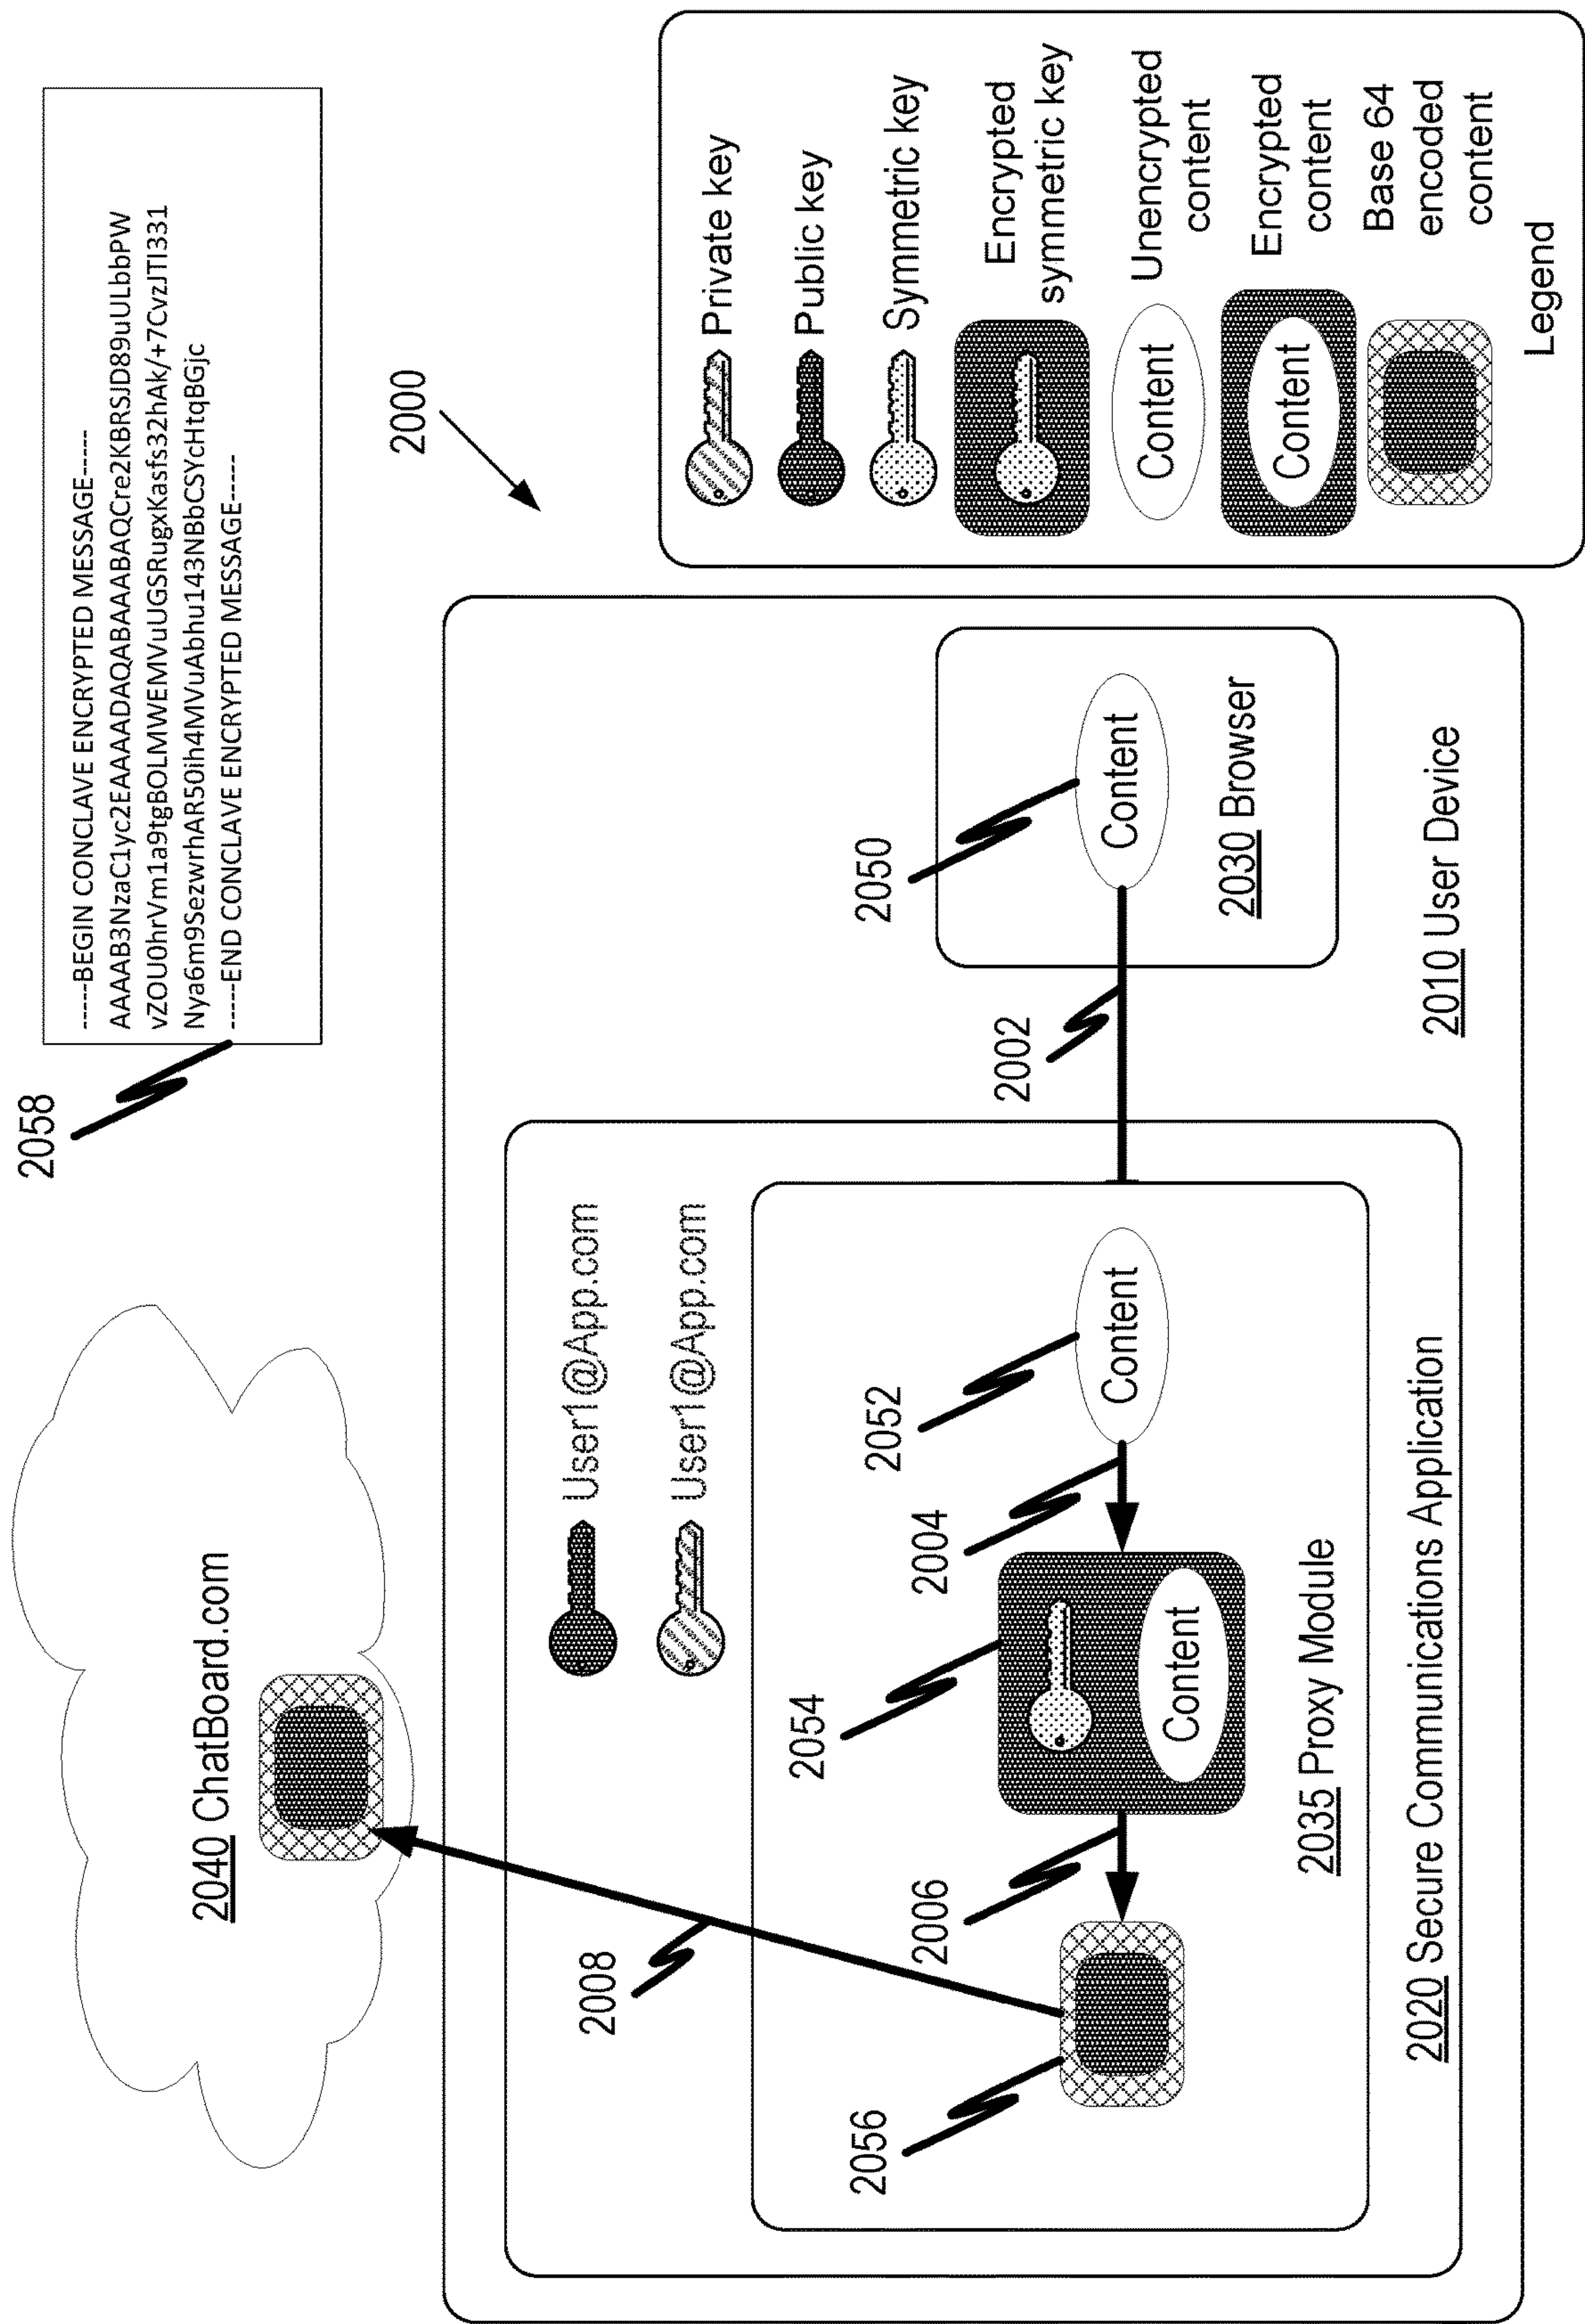 2058
-----BEGIN CONCLAVE ENCRYPTED MESSAGE-----
AAAAB3NzaC1yc2EAAAADAQABAAABAQCre2KBRSJD89uULbbPW
vZOU0hrVm1a9tgBOLMWEMVuUGSRugxKasfs32hAk/+7CvzJTI331
Nya6m9SezwrhAR50ih4MVuAbhu143NBbCSYcHtqBGjc
-----END CONCLAVE ENCRYPTED MESSAGE-----
2000
2040 ChatBoard.com
2008
User1@App.com
User1@App.com
2056
2006
2054
Content
2004
2052
Content
2035 Proxy Module
2020 Secure Communications Application
2002
2050
Content
2030 Browser
2010 User Device
Private key
Public key
Symmetric key
Encrypted
symmetric key
Content
Unencrypted
content
Content
Encrypted
content
Base 64
encoded
content
Legend